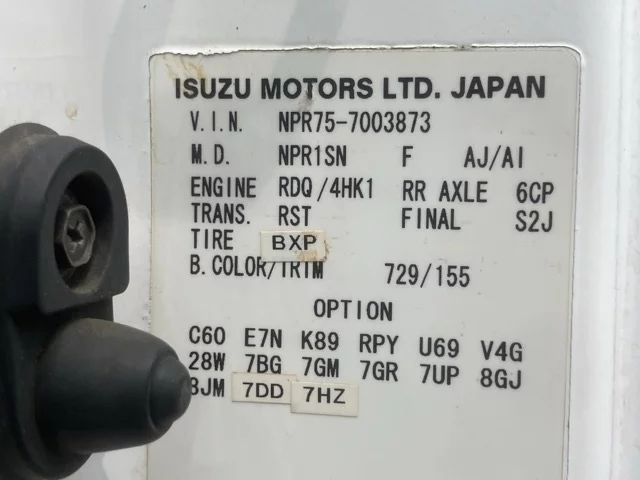 ISUZU MOTORS LTD. JAPAN
V.I.N. NPR75-7003873
M.D. NPR1SN F AJ/AI
ENGINE RDQ/4HK1 RR AXLE 6CP
TRANS. RST FINAL S2J
TIRE BXP
B.COLOR/TRIM 729/155
OPTION
C60 E7N K89 RPY U69 V4G
28W 7BG 7GM 7GR 7UP 8GJ
8JM 7DD 7HZ